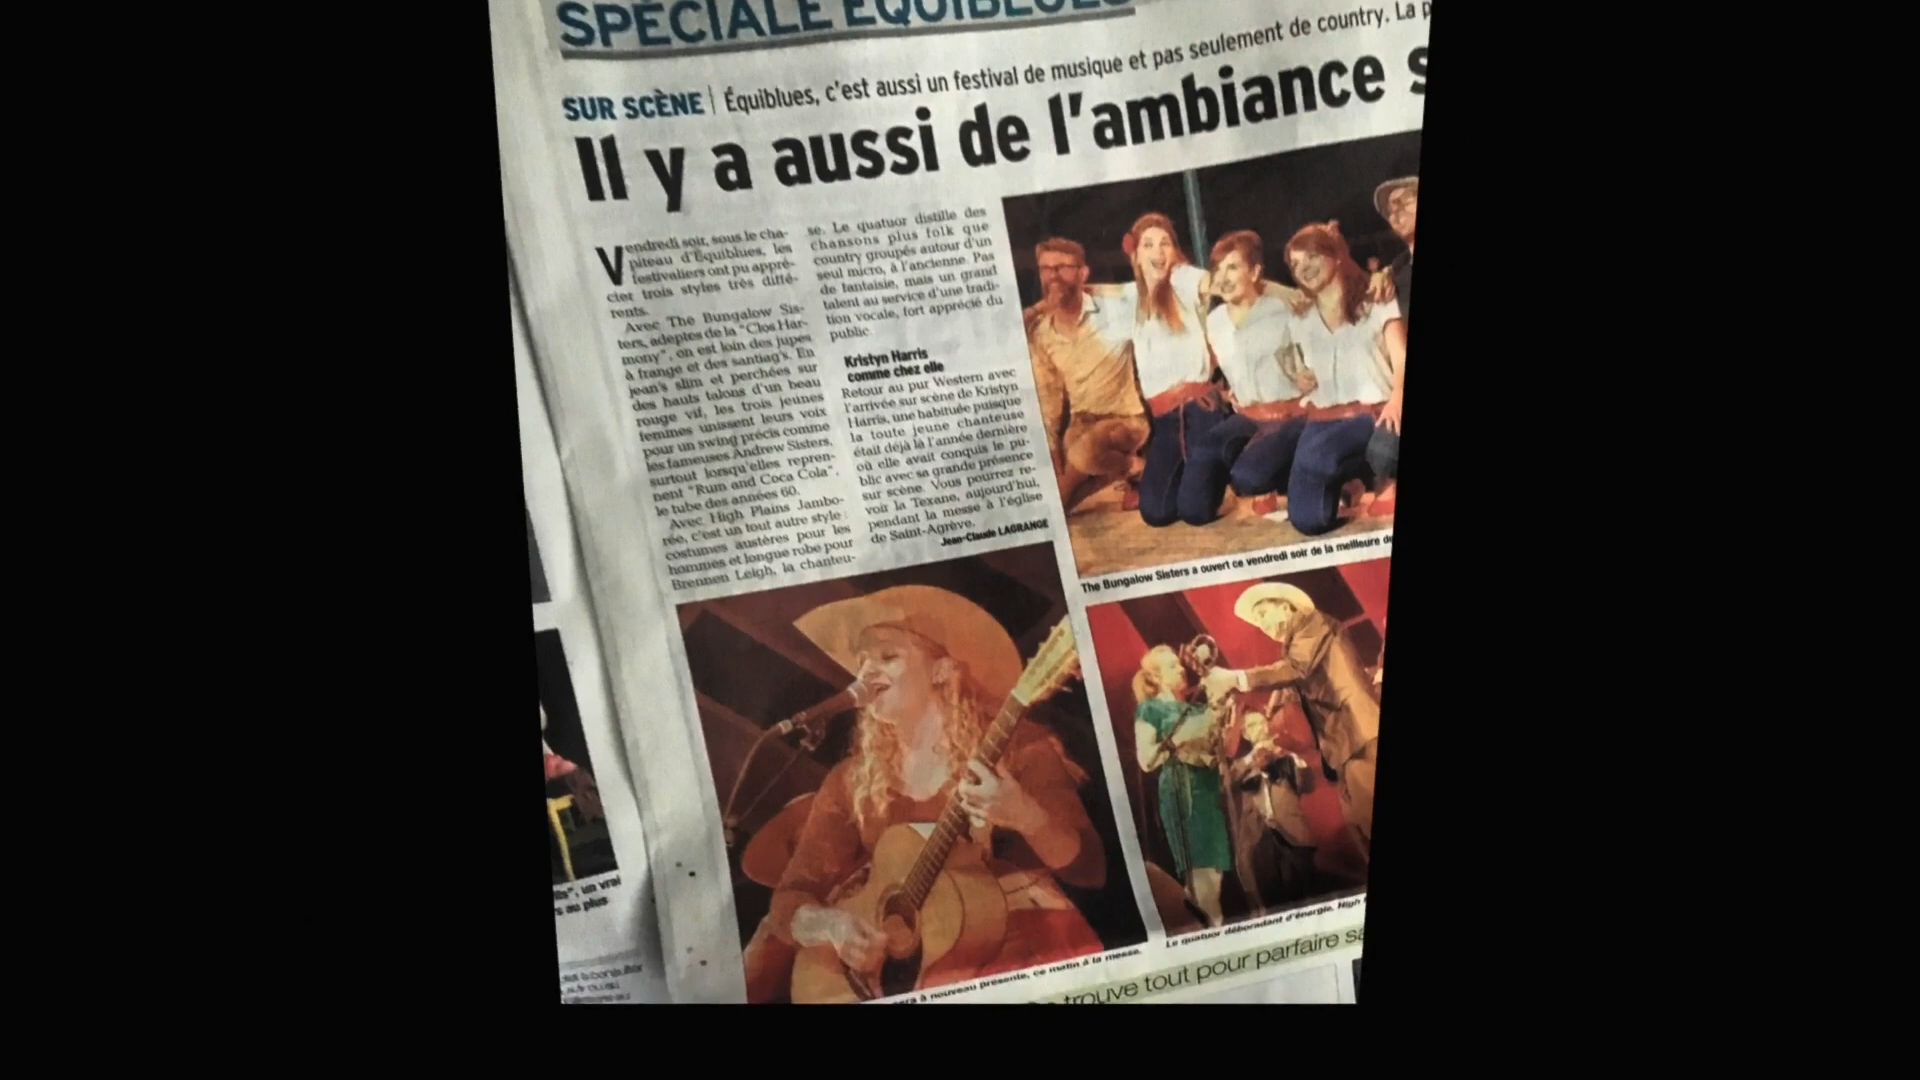 SPÉCIALE ÉQUIBLUES
SUR SCÈNE | Équiblues, c'est aussi un festival de musique et pas seulement de country. La p
Il y a aussi de l'ambiance s
Vendredi soir, sous le cha-
piteau d'Équiblues, les
festivaliers ont pu appré-
cier trois styles très diffé-
rents.
Avec The Bungalow Sis-
ters, adeptes de la "Clos Har-
mony", on est loin des jupes
à frange et des santiag's. En
jean's slim et perchées sur
des hauts talons d'un beau
rouge vif, les trois jeunes
femmes unissent leurs voix
pour un swing précis comme
les fameuses Andrew Sisters,
surtout lorsqu'elles repren-
nent "Rum and Coca Cola",
le tube des années 60.
Avec High Plains Jambo-
rée, c'est un tout autre style :
costumes austères pour les
hommes et longue robe pour
Brennen Leigh, la chanteu-
se. Le quatuor distille des
chansons plus folk que
country groupés autour d'un
seul micro, à l'ancienne. Pas
de fantaisie, mais un grand
talent au service d'une tradi-
tion vocale, fort apprécié du
public.
Kristyn Harris
comme chez elle
Retour au pur Western avec
l'arrivée sur scène de Kristyn
Harris, une habituée puisque
la toute jeune chanteuse
était déjà là l'année dernière
où elle avait conquis le pu-
blic avec sa grande présence
sur scène. Vous pourrez re-
voir la Texane, aujourd'hui,
pendant la messe à l'église
de Saint-Agrève.
Jean-Claude LAGRANGE
The Bungalow Sisters a ouvert ce vendredi soir de la meilleure de
Le quatuor débordant d'énergie, High
à nouveau présente, ce matin à la messe.
trouve tout pour parfaire sa
", un vrai
s au plus